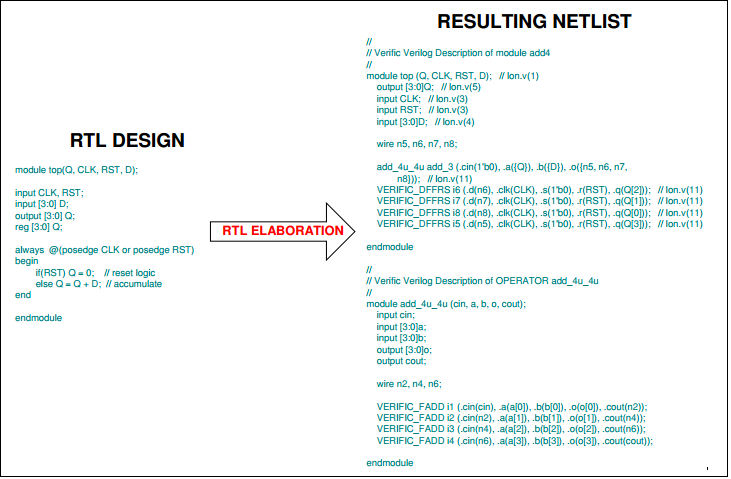 RTL DESIGN
module top(Q, CLK, RST, D);
input CLK, RST;
input [3:0] D;
output [3:0] Q;
reg [3:0] Q;
always @(posedge CLK or posedge RST)
begin
if(RST) Q = 0; // reset logic
else Q = Q + D; // accumulate
end
endmodule
RTL ELABORATION
RESULTING NETLIST
//
// Verific Verilog Description of module add4
//
module top (Q, CLK, RST, D); // lon.v(1)
output [3:0]Q; // lon.v(5)
input CLK; // lon.v(3)
input RST; // lon.v(3)
input [3:0]D; // lon.v(4)
wire n5, n6, n7, n8;
add_4u_4u add_3 (.cin(1'b0), .a({Q}), .b({D}), .o({n5, n6, n7,
n8})); // lon.v(11)
VERIFIC_DFFRS i6 (.d(n6), .clk(CLK), .s(1'b0), .r(RST), .q(Q[2])); // lon.v(11)
VERIFIC_DFFRS i7 (.d(n7), .clk(CLK), .s(1'b0), .r(RST), .q(Q[1])); // lon.v(11)
VERIFIC_DFFRS i8 (.d(n8), .clk(CLK), .s(1'b0), .r(RST), .q(Q[0])); // lon.v(11)
VERIFIC_DFFRS i5 (.d(n5), .clk(CLK), .s(1'b0), .r(RST), .q(Q[3])); // lon.v(11)
endmodule
//
// Verific Verilog Description of OPERATOR add_4u_4u
//
module add_4u_4u (cin, a, b, o, cout);
input cin;
input [3:0]a;
input [3:0]b;
output [3:0]o;
output cout;
wire n2, n4, n6;
VERIFIC_FADD i1 (.cin(cin), .a(a[0]), .b(b[0]), .o(o[0]), .cout(n2));
VERIFIC_FADD i2 (.cin(n2), .a(a[1]), .b(b[1]), .o(o[1]), .cout(n4));
VERIFIC_FADD i3 (.cin(n4), .a(a[2]), .b(b[2]), .o(o[2]), .cout(n6));
VERIFIC_FADD i4 (.cin(n6), .a(a[3]), .b(b[3]), .o(o[3]), .cout(cout));
endmodule